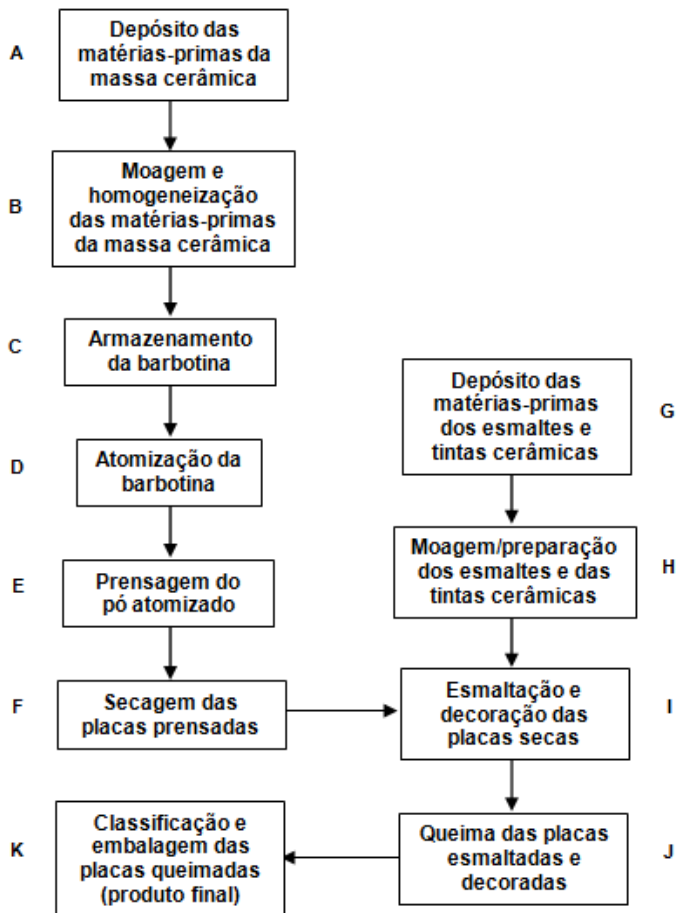 A
Depósito das
matérias-primas da
massa cerâmica
B
Moagem e
homogeneização
das matérias-primas
da massa cerâmica
C
Armazenamento
da barbotina
D
Atomização da
barbotina
E
Prensagem do
pó atomizado
F
Secagem das
placas prensadas
Depósito das
matérias-primas
dos esmaltes e
tintas cerâmicas
G
Moagem/preparação
dos esmaltes e das
tintas cerâmicas
H
Esmaltação e
decoração das
placas secas
I
Queima das placas
esmaltadas e
decoradas
J
K
Classificação e
embalagem das
placas queimadas
(produto final)